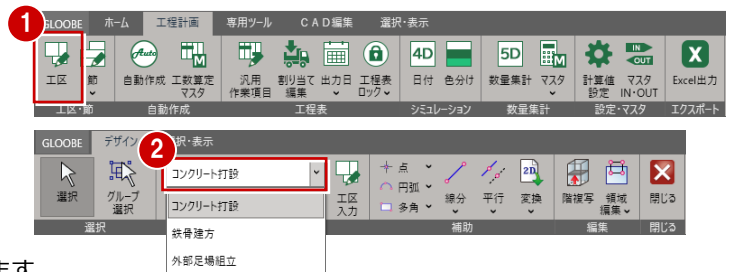 1
GLOOBE ホーム 工程計画 専用ツール CAD編集 選択・表示
Auto M 4D 5D M IN OUT X
工区 節 自動作成 工数算定 マスタ 汎用 作業項目 割り当て 編集 出力日 工程表 ロック 日付 色分け 数量集計 マスタ 計算値 設定 マスタ IN・OUT Excel出力
工区・節 自動作成 工程表 シミュレーション 数量集計 設定・マスタ エクスポート
2
GLOOBE デザイン 選択・表示
選択 グループ 選択 コンクリート打設 工区 入力 点 円弧 多角 線分 平行 2D 変換 階複写 領域 編集 閉じる
コンクリート打設
選択 補助 編集 閉じる
鉄骨建方
外部足場組立
ます